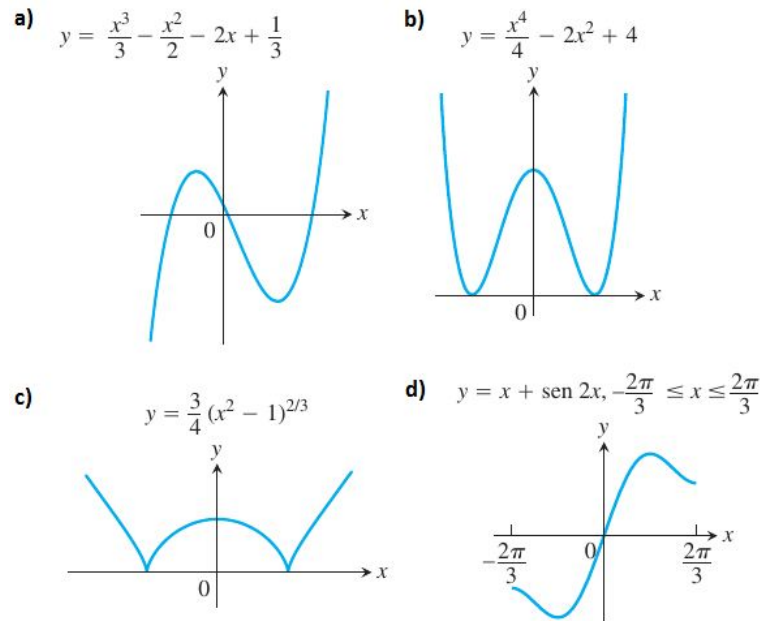 a) y = x³/3 − x²/2 − 2x + 1/3
y
x
0
b) y = x⁴/4 − 2x² + 4
y
x
0
c) y = 3/4 (x² − 1)^2/3
y
x
0
d) y = x + sen 2x, −2π/3 ≤ x ≤ 2π/3
y
x
0
−2π/3
2π/3